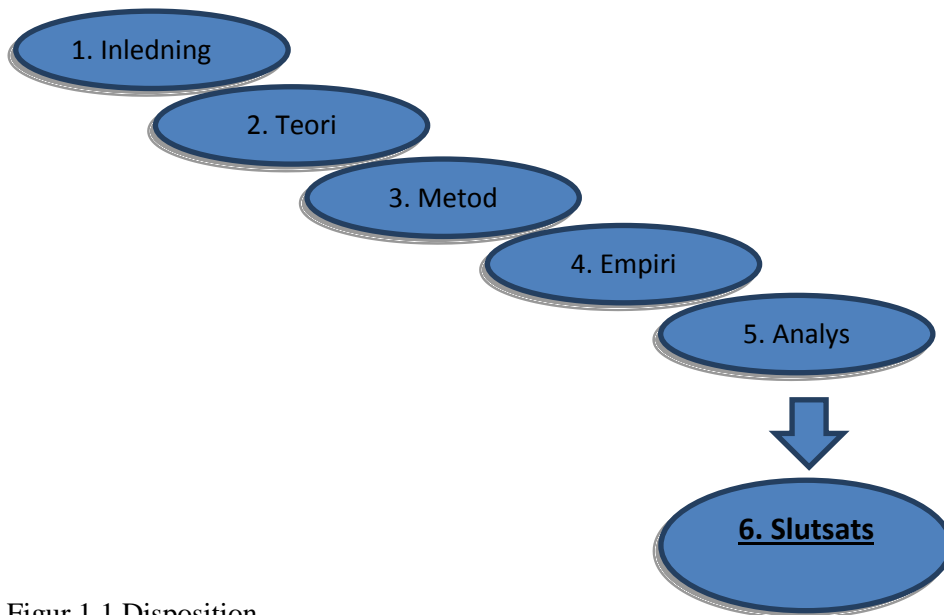 1. Inledning
2. Teori
3. Metod
4. Empiri
5. Analys
6. Slutsats
Figur 1.1 Disposition